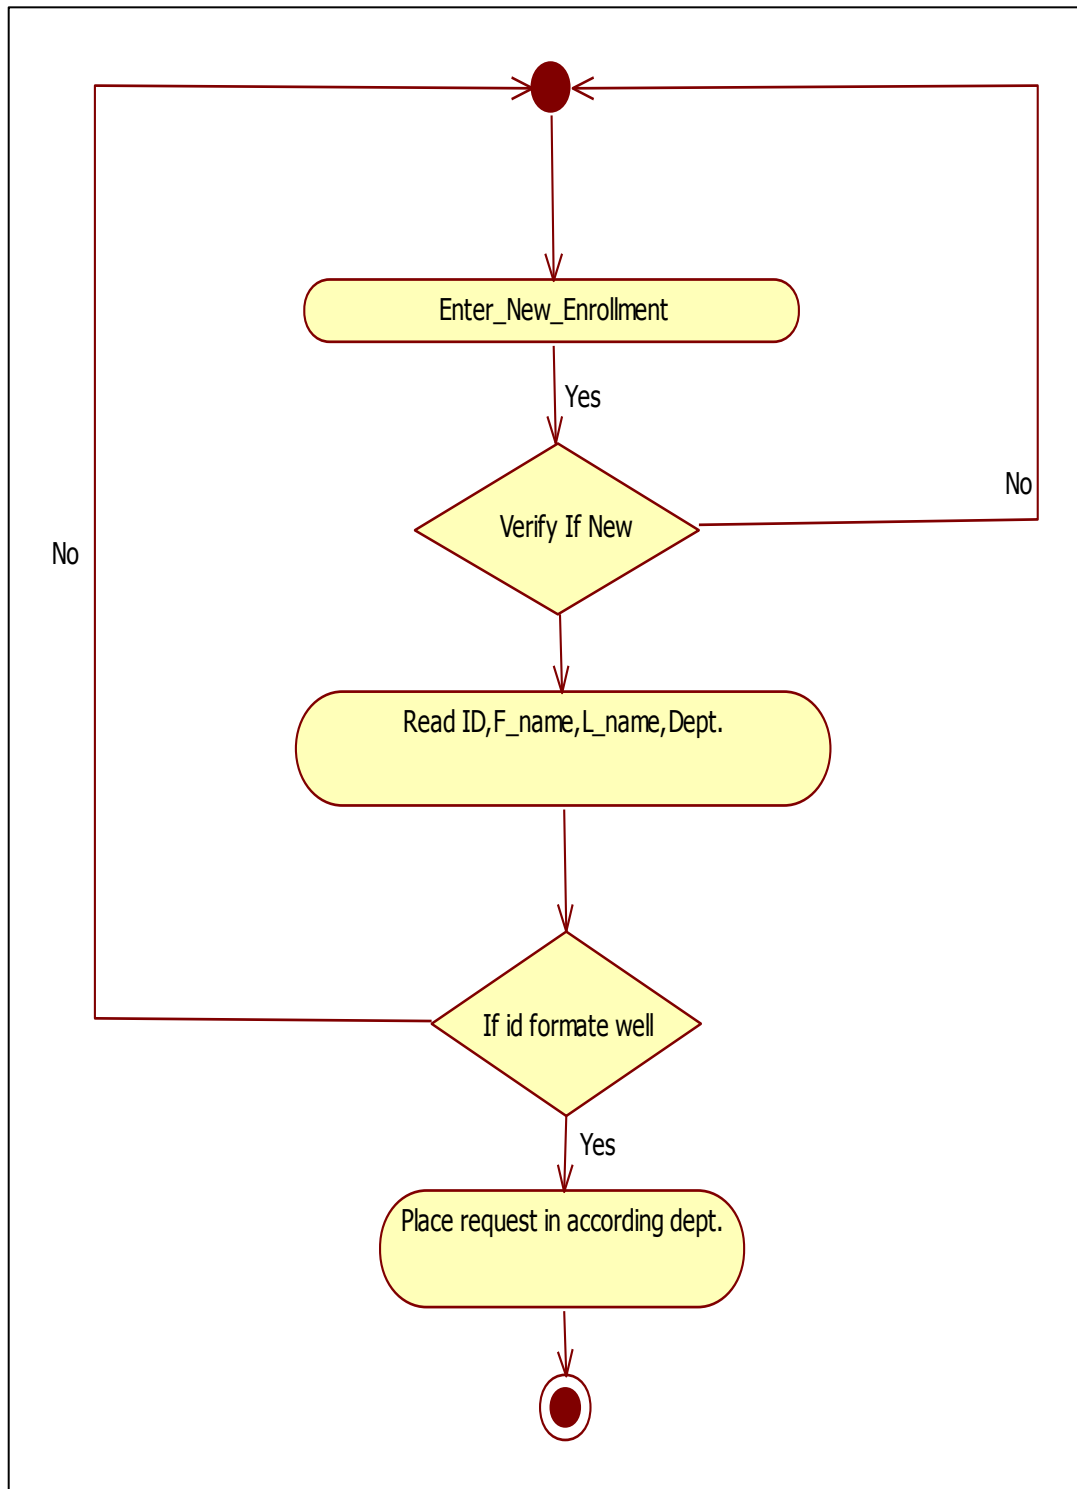 Enter_New_Enrollment
Yes
No
Verify If New
No
Read ID,F_name,L_name,Dept.
If id formate well
Yes
Place request in according dept.